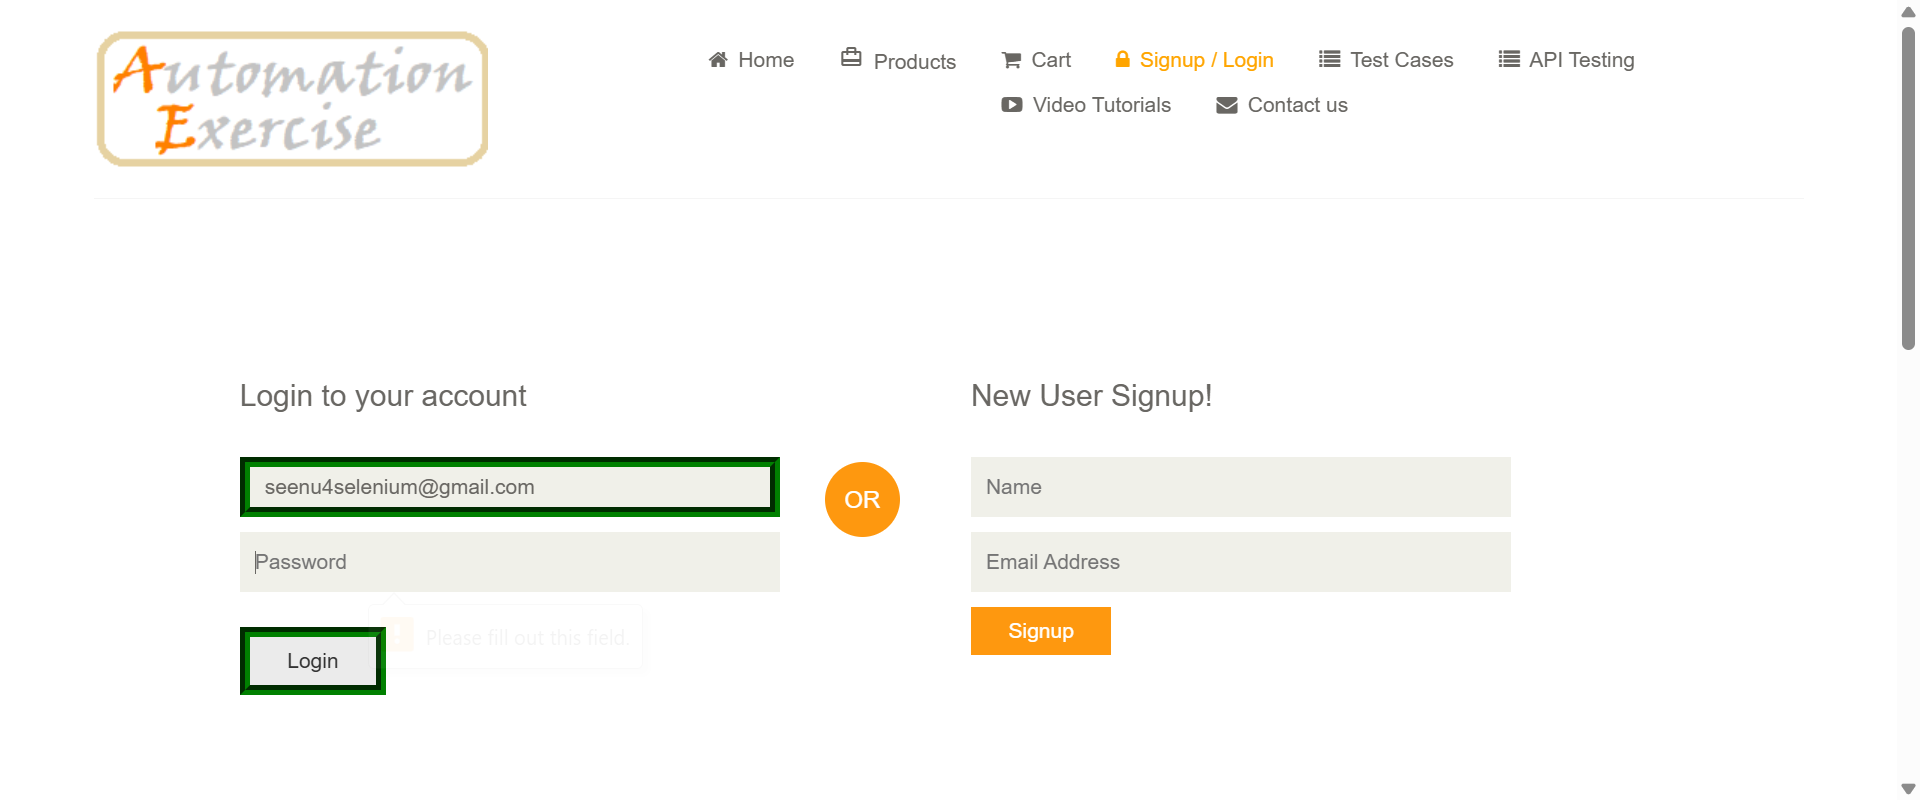 Automation
Exercise
Home Products Cart Signup / Login Test Cases API Testing
Video Tutorials Contact us
Login to your account
seenu4selenium@gmail.com
Password
Please fill out this field.
Login
OR
New User Signup!
Name
Email Address
Signup